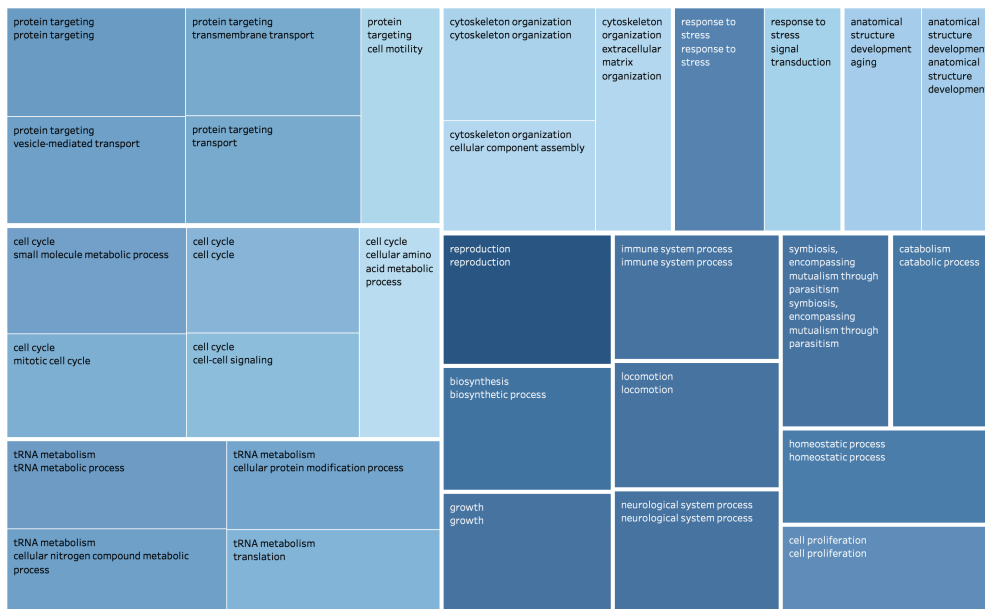 protein targeting
protein targeting
protein targeting
transmembrane transport
protein
targeting
cell motility
protein targeting
vesicle-mediated transport
protein targeting
transport
cytoskeleton organization
cytoskeleton organization
cytoskeleton
organization
extracellular
matrix
organization
cytoskeleton organization
cellular component assembly
response to
stress
response to
stress
response to
stress
signal
transduction
anatomical
structure
development
aging
anatomical
structure
developmen
anatomical
structure
developmen
cell cycle
small molecule metabolic process
cell cycle
cell cycle
cell cycle
cellular amino
acid metabolic
process
cell cycle
mitotic cell cycle
cell cycle
cell-cell signaling
tRNA metabolism
tRNA metabolic process
tRNA metabolism
cellular protein modification process
tRNA metabolism
cellular nitrogen compound metabolic
process
tRNA metabolism
translation
reproduction
reproduction
immune system process
immune system process
symbiosis,
encompassing
mutualism through
parasitism
symbiosis,
encompassing
mutualism through
parasitism
catabolism
catabolic process
biosynthesis
biosynthetic process
locomotion
locomotion
homeostatic process
homeostatic process
growth
growth
neurological system process
neurological system process
cell proliferation
cell proliferation